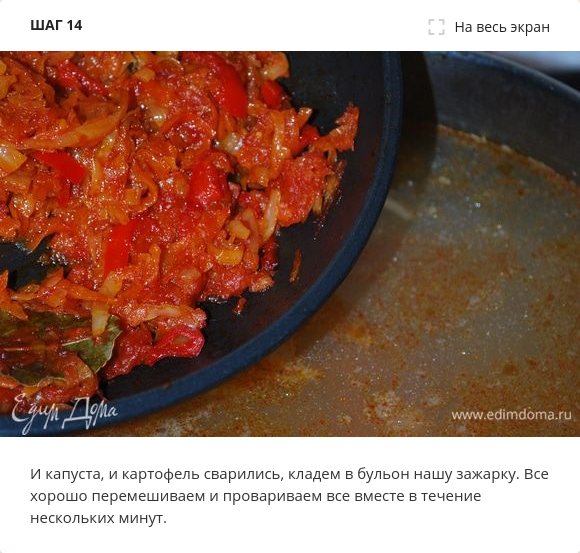 ШАГ 14
На весь экран
Едим Дома
www.edimdoma.ru
И капуста, и картофель сварились, кладем в бульон нашу зажарку. Все
хорошо перемешиваем и провариваем все вместе в течение
нескольких минут.